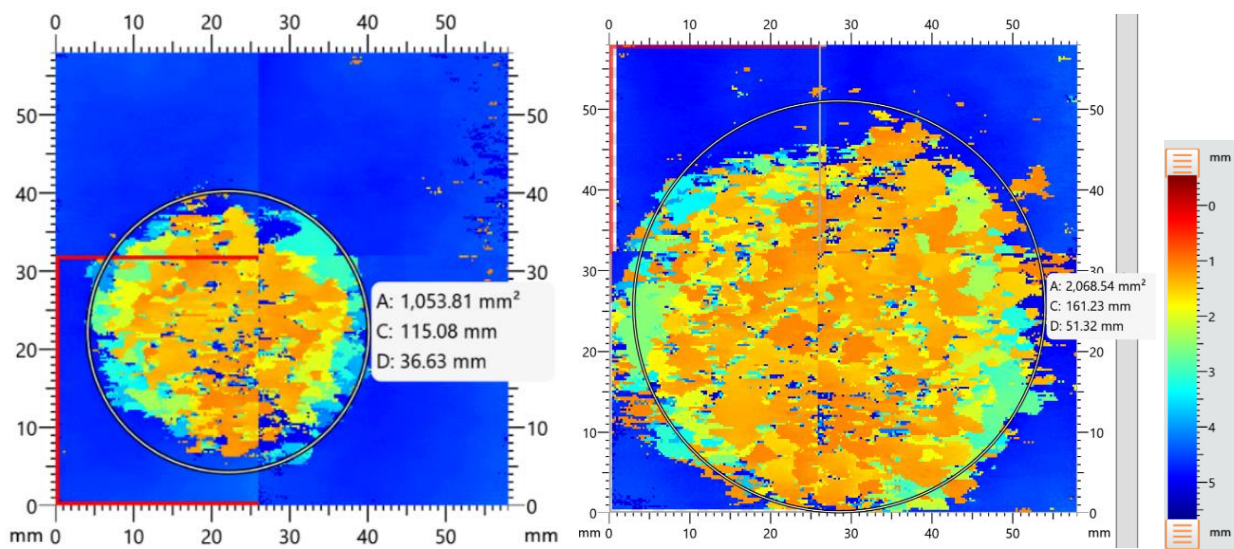 0 10 20 30 40 50
0 10 20 30 40 50
50 50
40 40
30 30
20 20
10 10
0 0
mm 0 10 20 30 40 50 mm
A: 1,053.81 mm²
C: 115.08 mm
D: 36.63 mm
50 50
40 40
30 30
20 20
10 10
0 0
mm 0 10 20 30 40 50 mm
A: 2,068.54 mm²
C: 161.23 mm
D: 51.32 mm
mm
0
1
2
3
4
5
mm